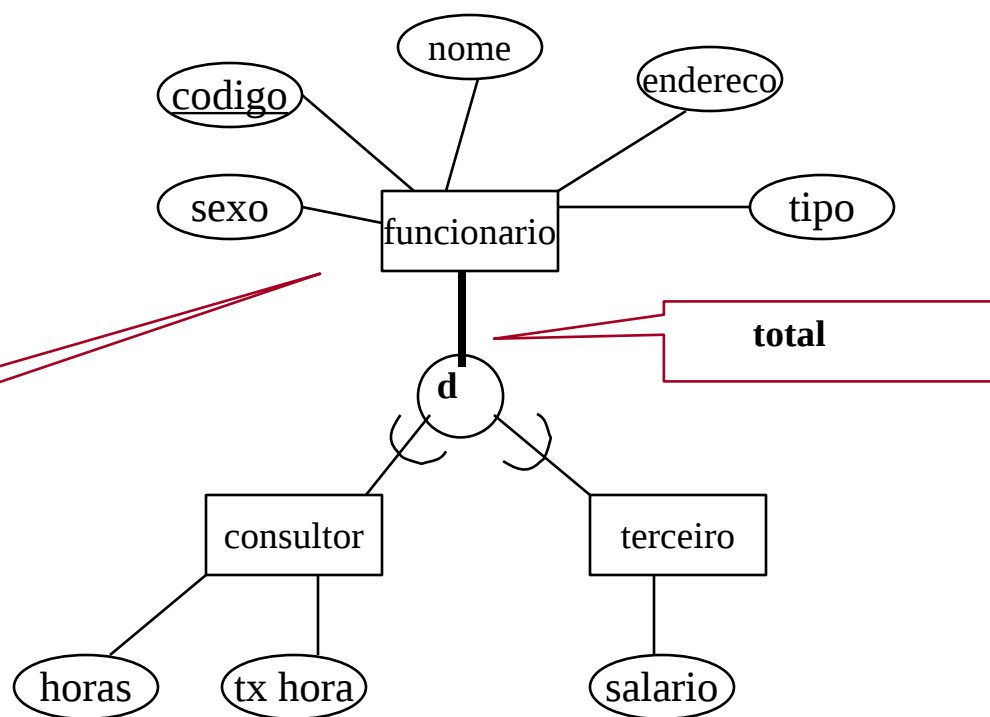 nome
endereco
codigo
sexo
tipo
funcionario
total
d
consultor
terceiro
horas
tx hora
salario